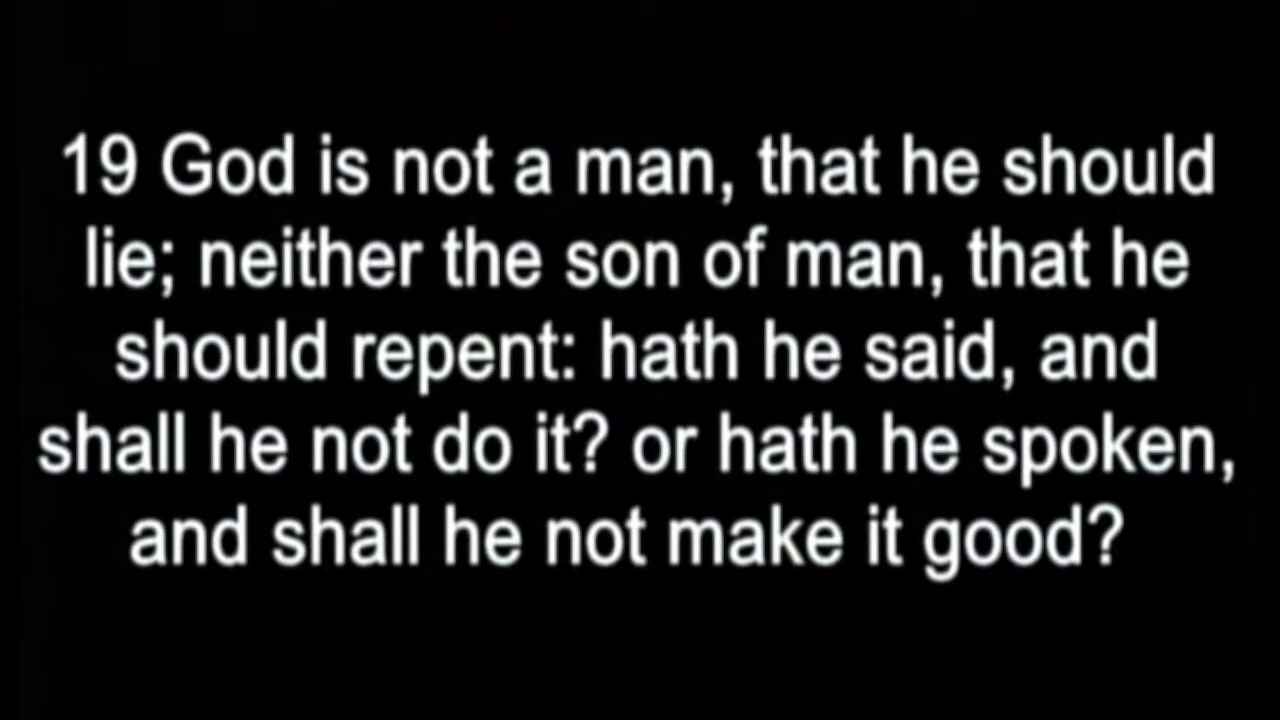 19 God is not a man, that he should
lie; neither the son of man, that he
should repent: hath he said, and
shall he not do it? or hath he spoken,
and shall he not make it good?